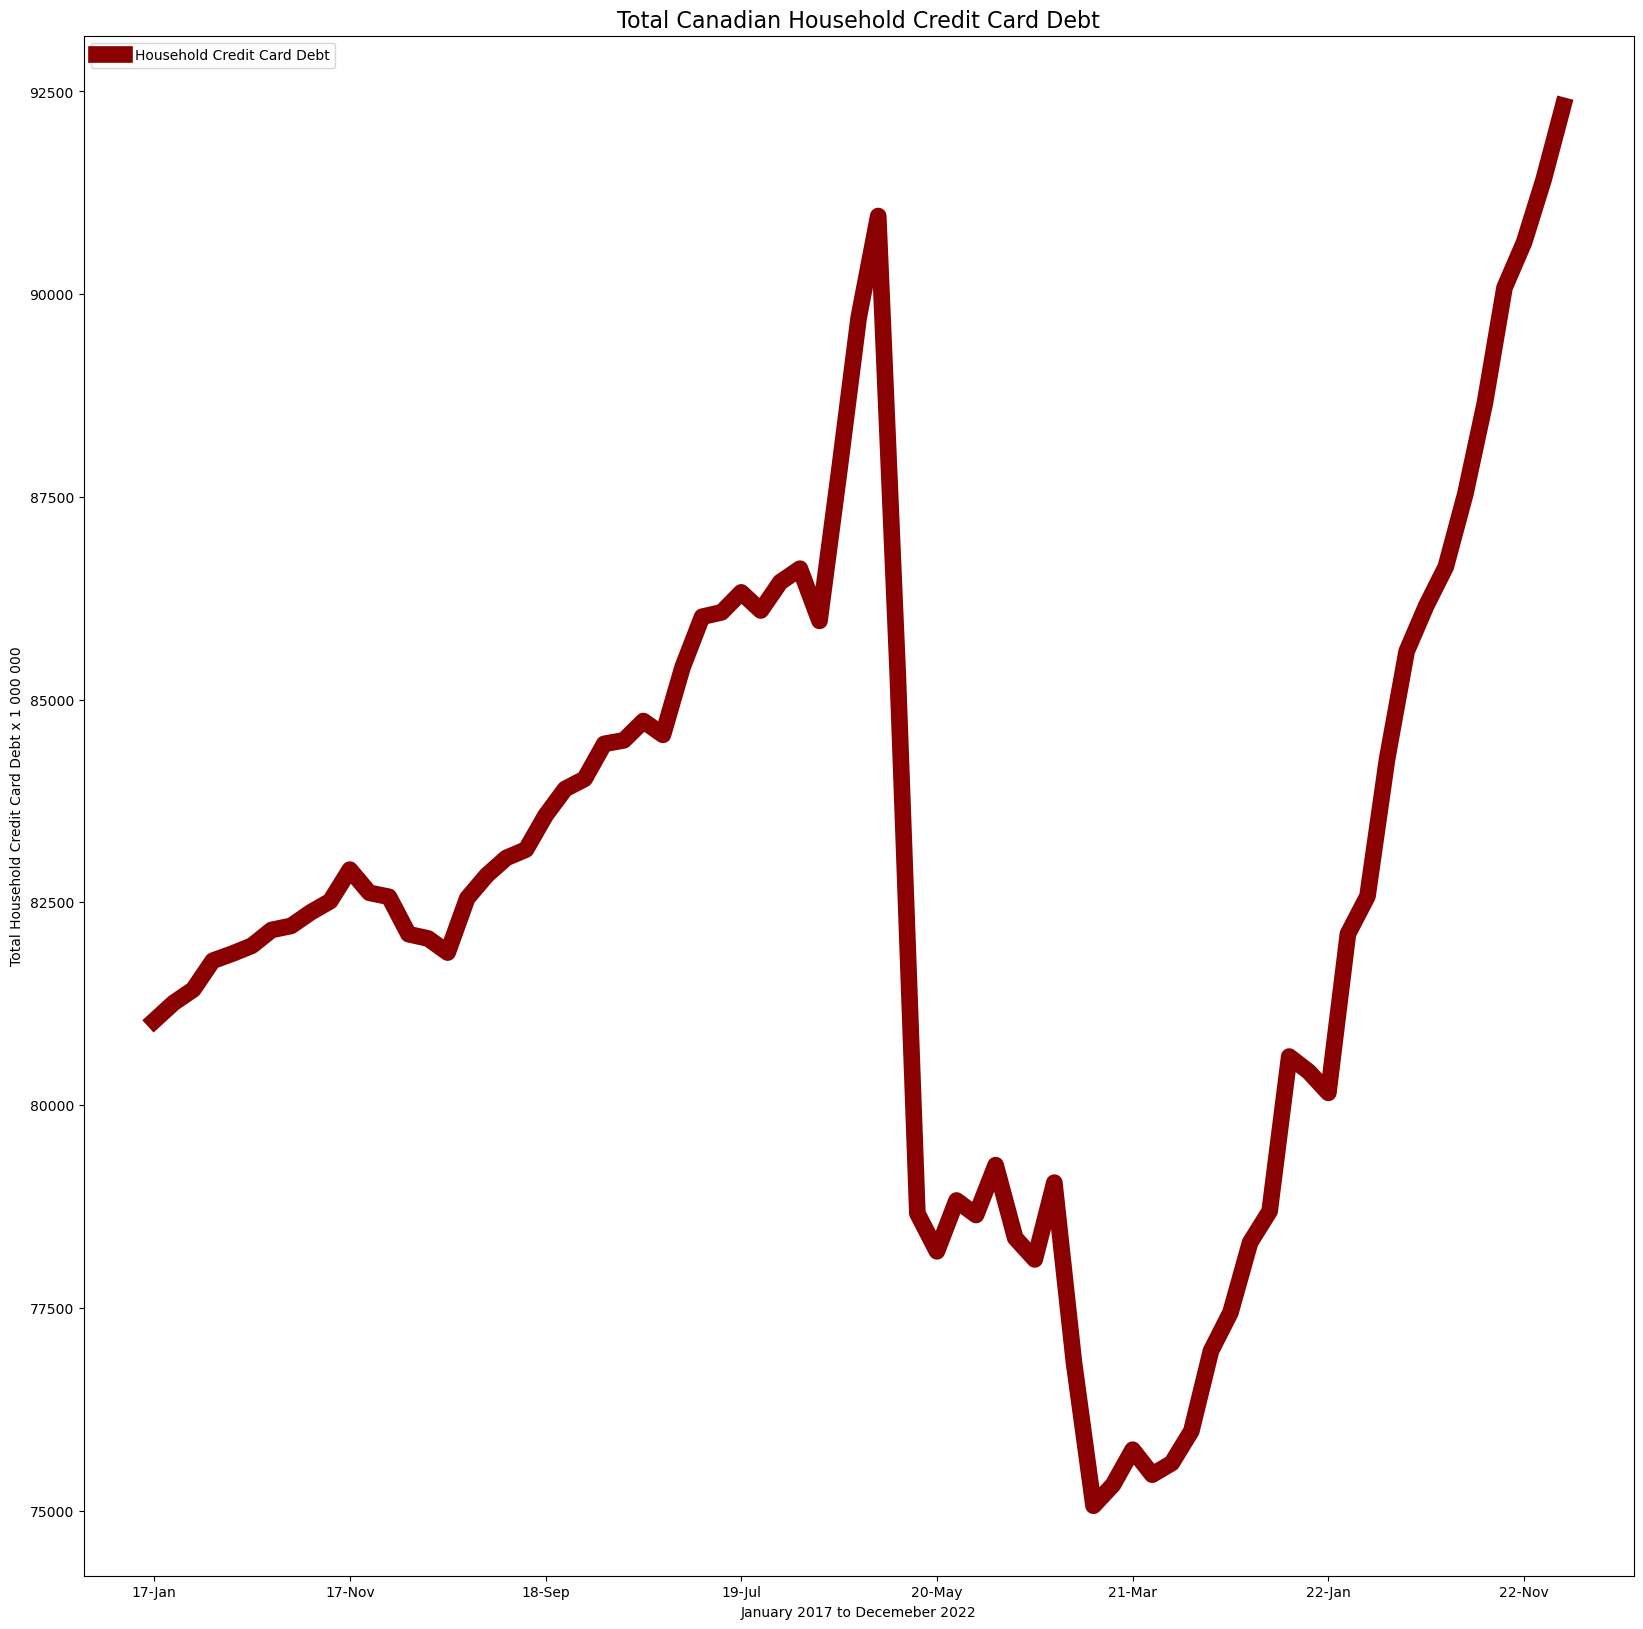 Total Canadian Household Credit Card Debt
Household Credit Card Debt
Total Household Credit Card Debt x 1 000 000
92500
90000
87500
85000
82500
80000
77500
75000
17-Jan
17-Nov
18-Sep
19-Jul
20-May
21-Mar
22-Jan
22-Nov
January 2017 to Decemeber 2022